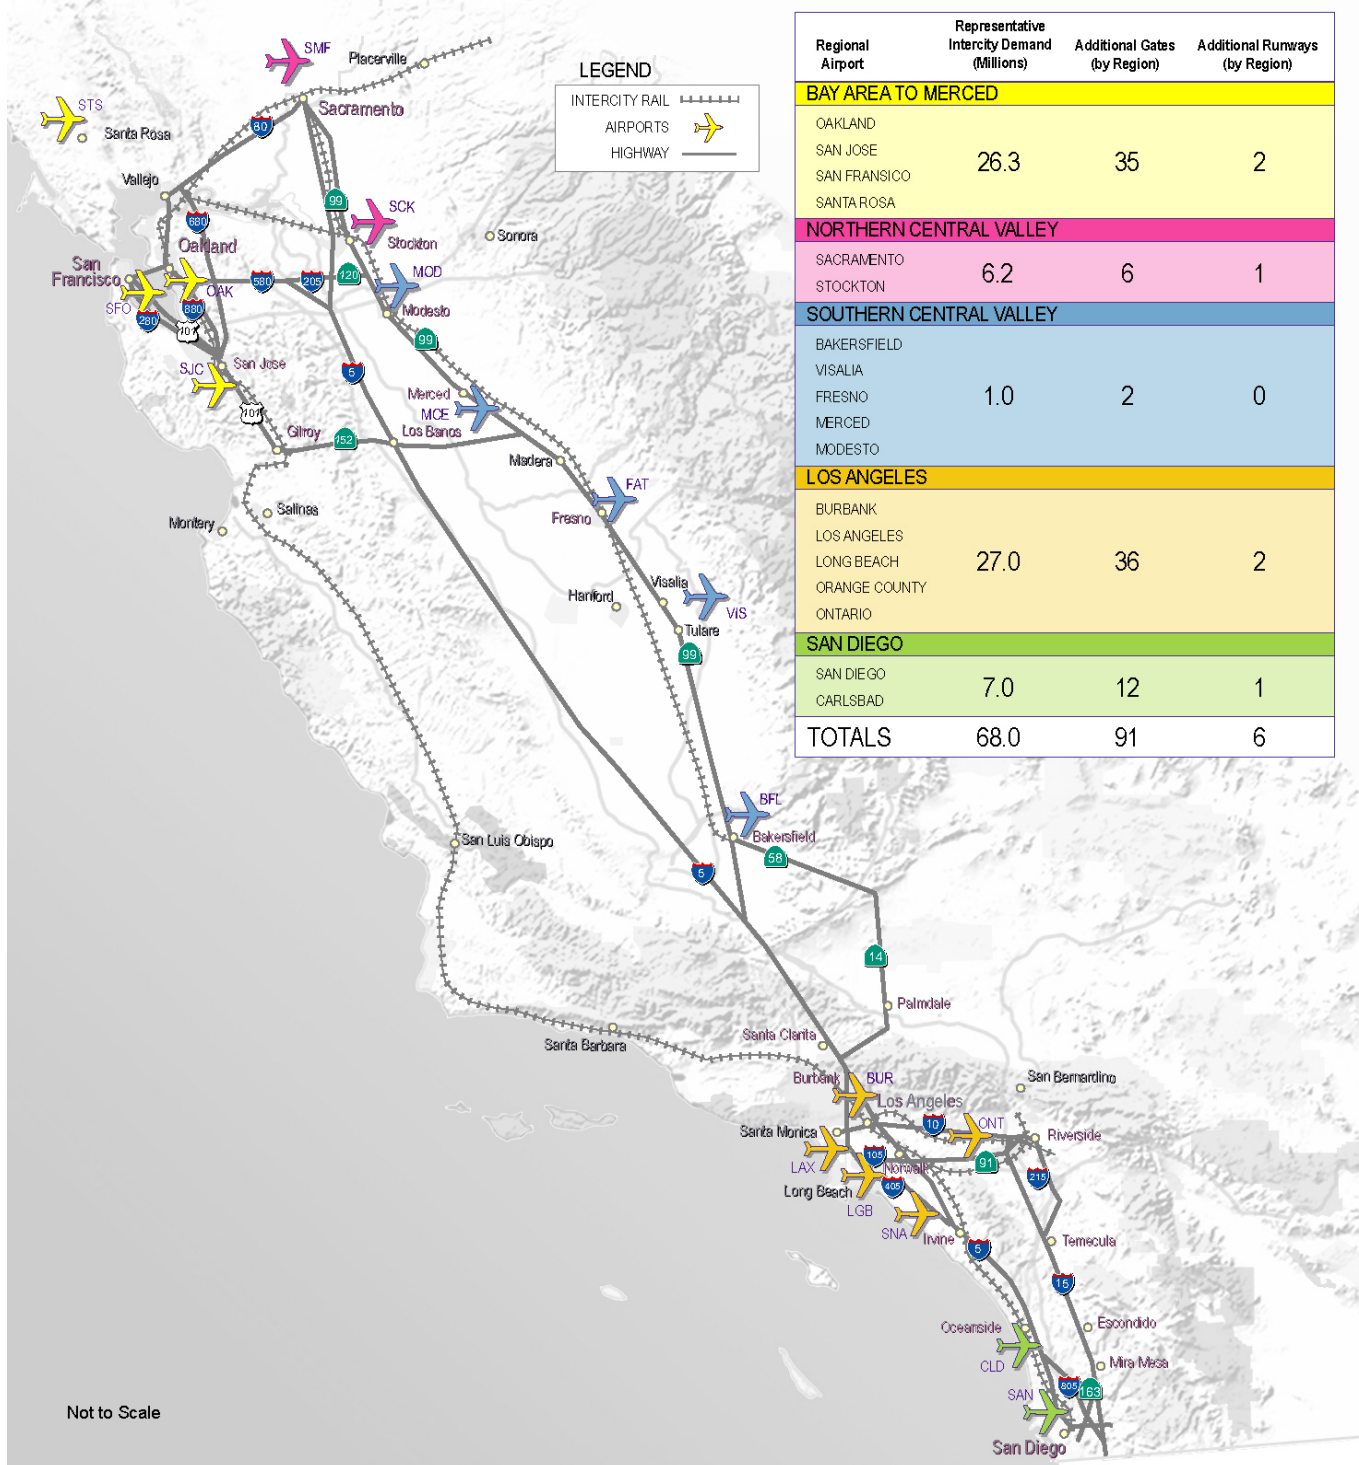 Regional
Airport
Representative
Intercity Demand
(Millions)
Additional Gates
(by Region)
Additional Runways
(by Region)
BAY AREA TO MERCED
OAKLAND
SAN JOSE
SAN FRANSICO
SANTA ROSA
26.3 35 2
NORTHERN CENTRAL VALLEY
SACRAMENTO
STOCKTON
6.2 6 1
SOUTHERN CENTRAL VALLEY
BAKERSFIELD
VISALIA
FRESNO
MERCED
MODESTO
1.0 2 0
LOS ANGELES
BURBANK
LOS ANGELES
LONG BEACH
ORANGE COUNTY
ONTARIO
27.0 36 2
SAN DIEGO
SAN DIEGO
CARLSBAD
7.0 12 1
TOTALS 68.0 91 6
LEGEND
INTERCITY RAIL
AIRPORTS
HIGHWAY
SMF
Placerville
STS
Santa Rosa
Sacramento
80
Vallejo
99
SCK
680
Stockton
Sonora
Oakland
San
Francisco
OAK
580
205
120
MOD
SFO
280
880
101
Modesto
99
SJC
San Jose
5
Merced
MCE
101
Gilroy
152
Los Banos
Madera
FAT
Fresno
Salinas
Montery
Visalia
VIS
Hanford
Tulare
99
BFL
Bakersfield
58
San Luis Obispo
5
14
Palmdale
Santa Barbara
Santa Clarita
Burbank
BUR
San Bernardino
Los Angeles
10
ONT
Santa Monica
Riverside
LAX
105
Norwalk
91
215
Long Beach
405
LGB
SNA
Irvine
5
Temecula
15
Oceanside
Escondido
CLD
Mira Mesa
805
163
SAN
San Diego
Not to Scale